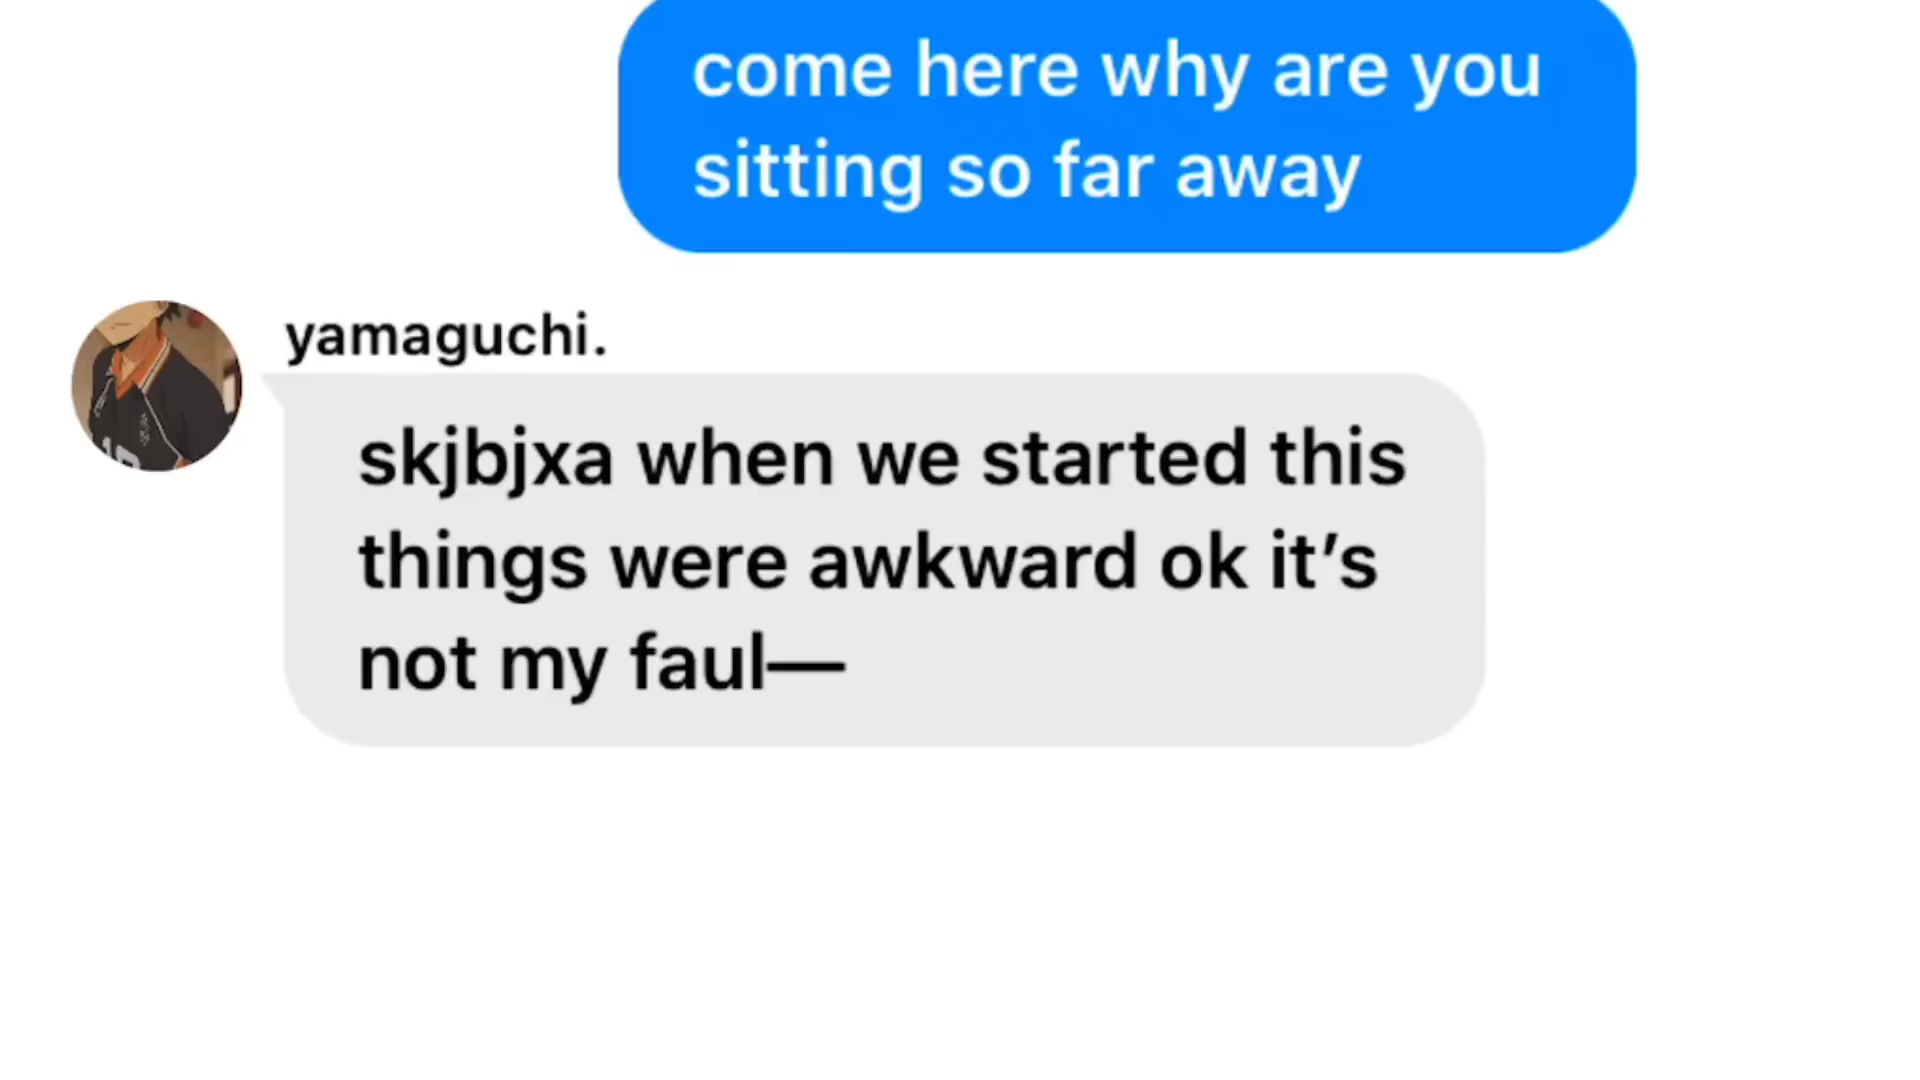 come here why are you
sitting so far away
yamaguchi.
skjbjxa when we started this
things were awkward ok it’s
not my faul—